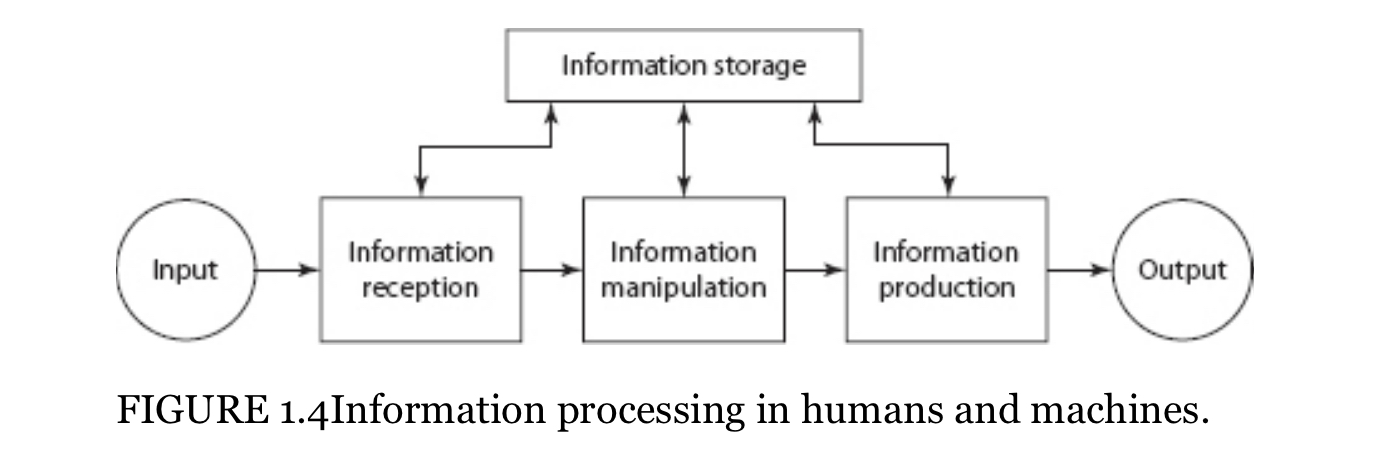 Information storage
Input
Information
reception
Information
manipulation
Information
production
Output
FIGURE 1.4Information processing in humans and machines.